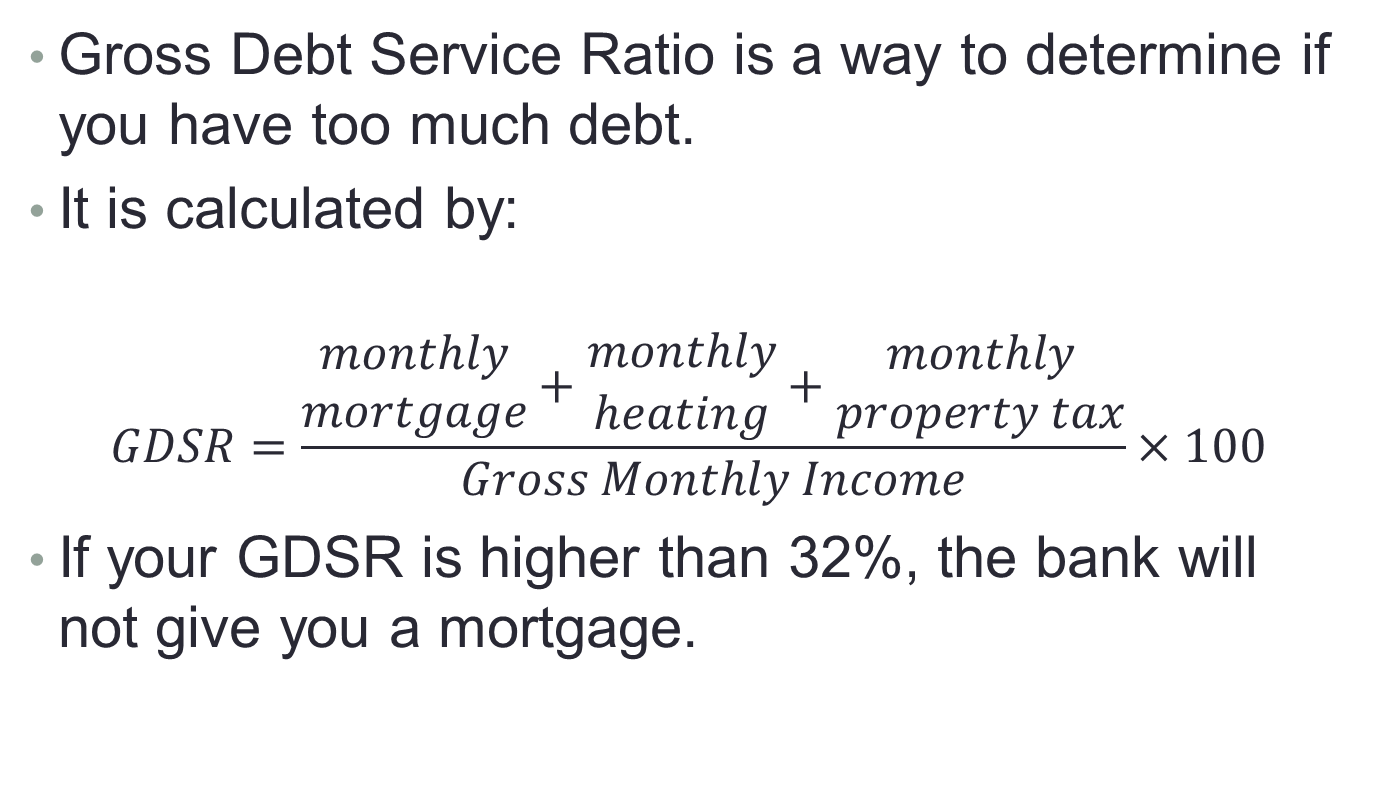 • Gross Debt Service Ratio is a way to determine if
you have too much debt.
• It is calculated by:
monthly monthly monthly
GDSR = mortgage + heating + property tax × 100
Gross Monthly Income
• If your GDSR is higher than 32%, the bank will
not give you a mortgage.